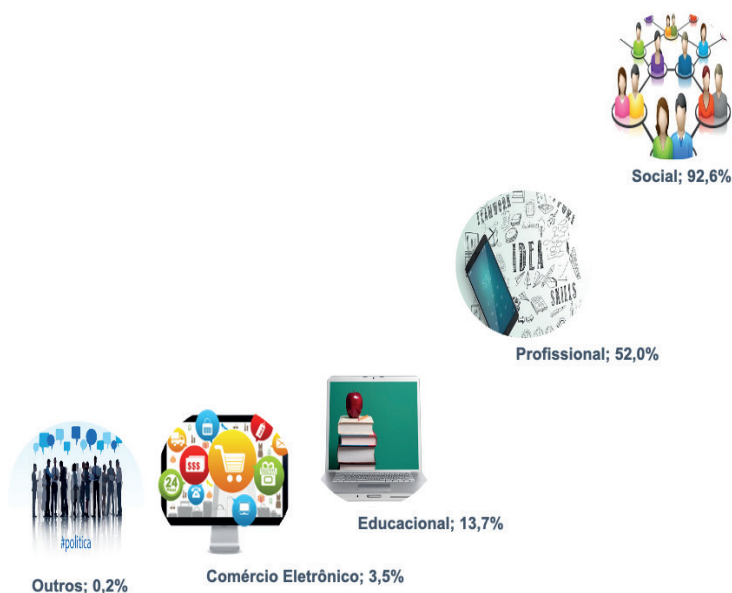 Social; 92,6%
TEAMWORK
IDEA
SKILLS
Profissional; 52,0%
$$$
24
#política
Educacional; 13,7%
Comércio Eletrônico; 3,5%
Outros; 0,2%